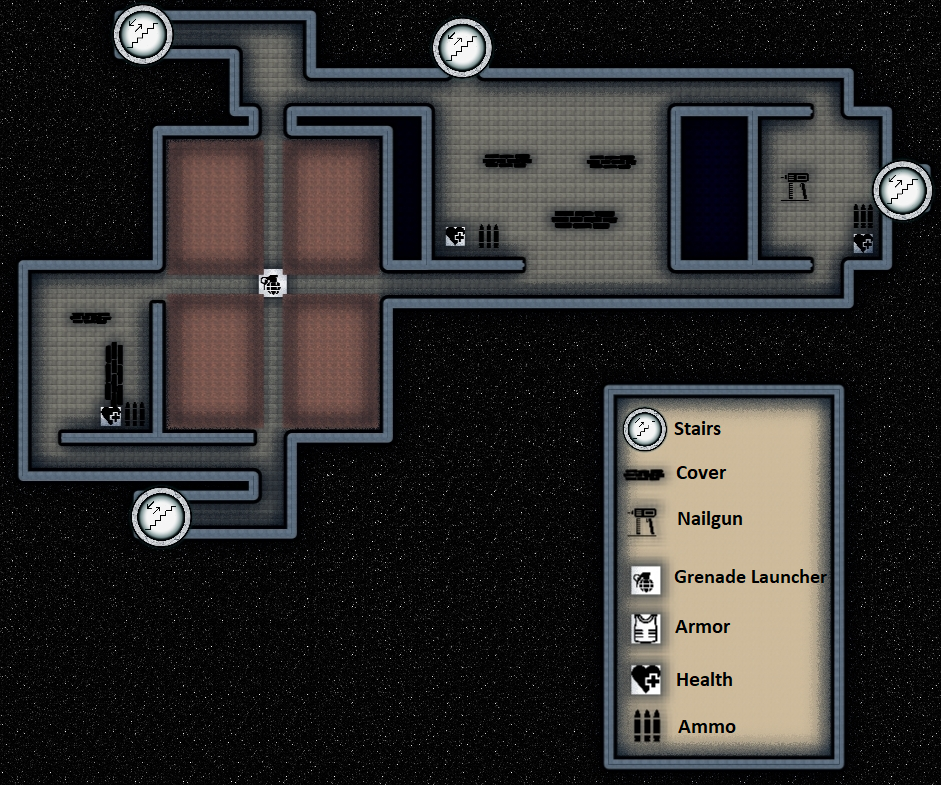 Stairs
Cover
Nailgun
Grenade Launcher
Armor
Health
Ammo